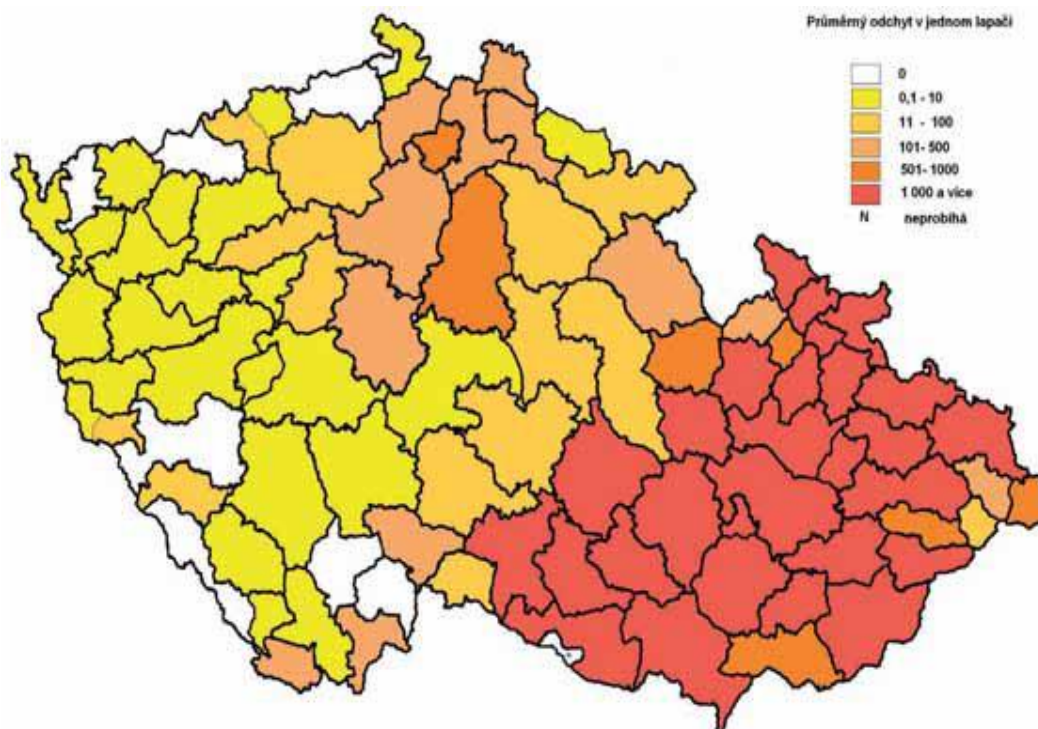 Průměrný odchyt v jednom lapači
0
0,1 - 10
11 - 100
101- 500
501- 1000
1 000 a více
N neprobíhá